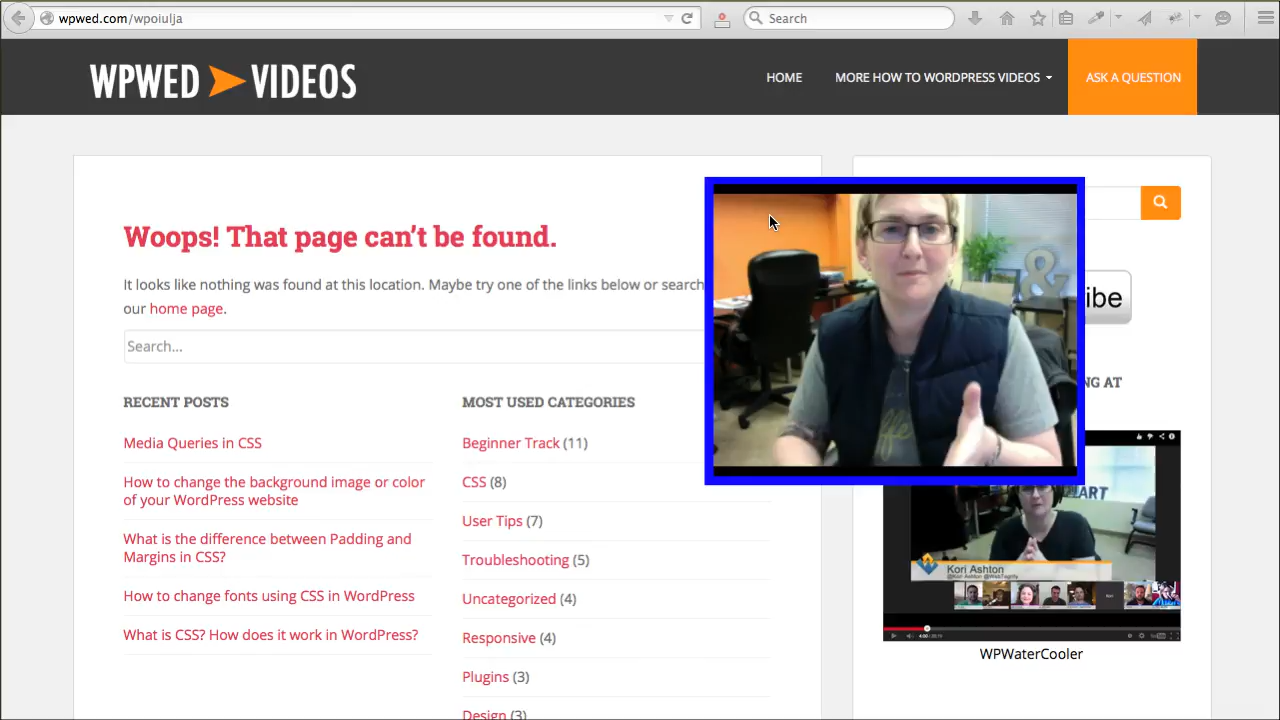 wpwed.com/wpoiulja
Search
WPWED VIDEOS
HOME
MORE HOW TO WORDPRESS VIDEOS
ASK A QUESTION
Woops! That page can't be found.
It looks like nothing was found at this location. Maybe try one of the links below or search
our home page.
Search...
RECENT POSTS
Media Queries in CSS
How to change the background image or color
of your WordPress website
What is the difference between Padding and
Margins in CSS?
How to change fonts using CSS in WordPress
What is CSS? How does it work in WordPress?
MOST USED CATEGORIES
Beginner Track (11)
CSS (8)
User Tips (7)
Troubleshooting (5)
Uncategorized (4)
Responsive (4)
Plugins (3)
Design (3)
&
ibe
NG AT
ART
Kori Ashton
WPWaterCooler